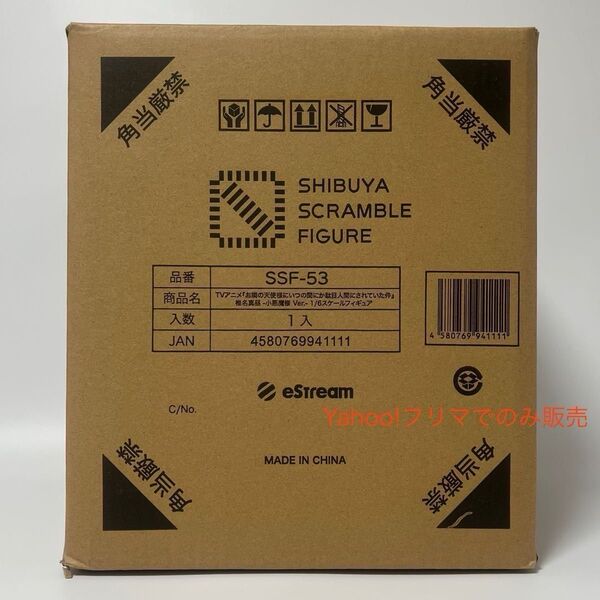 角当厳禁
角当厳禁
SHIBUYA
SCRAMBLE
FIGURE
品番 SSF-53
商品名 TVアニメ『お隣の天使様にいつの間にか駄目人間にされていた件』
椎名真昼 -小悪魔様 Ver.- 1/6スケールフィギュア
入数 1入
JAN 4580769941111
4 580769 941111
eStream
C/No.
Yahoo!フリマでのみ販売
MADE IN CHINA
角当厳禁
角当厳禁